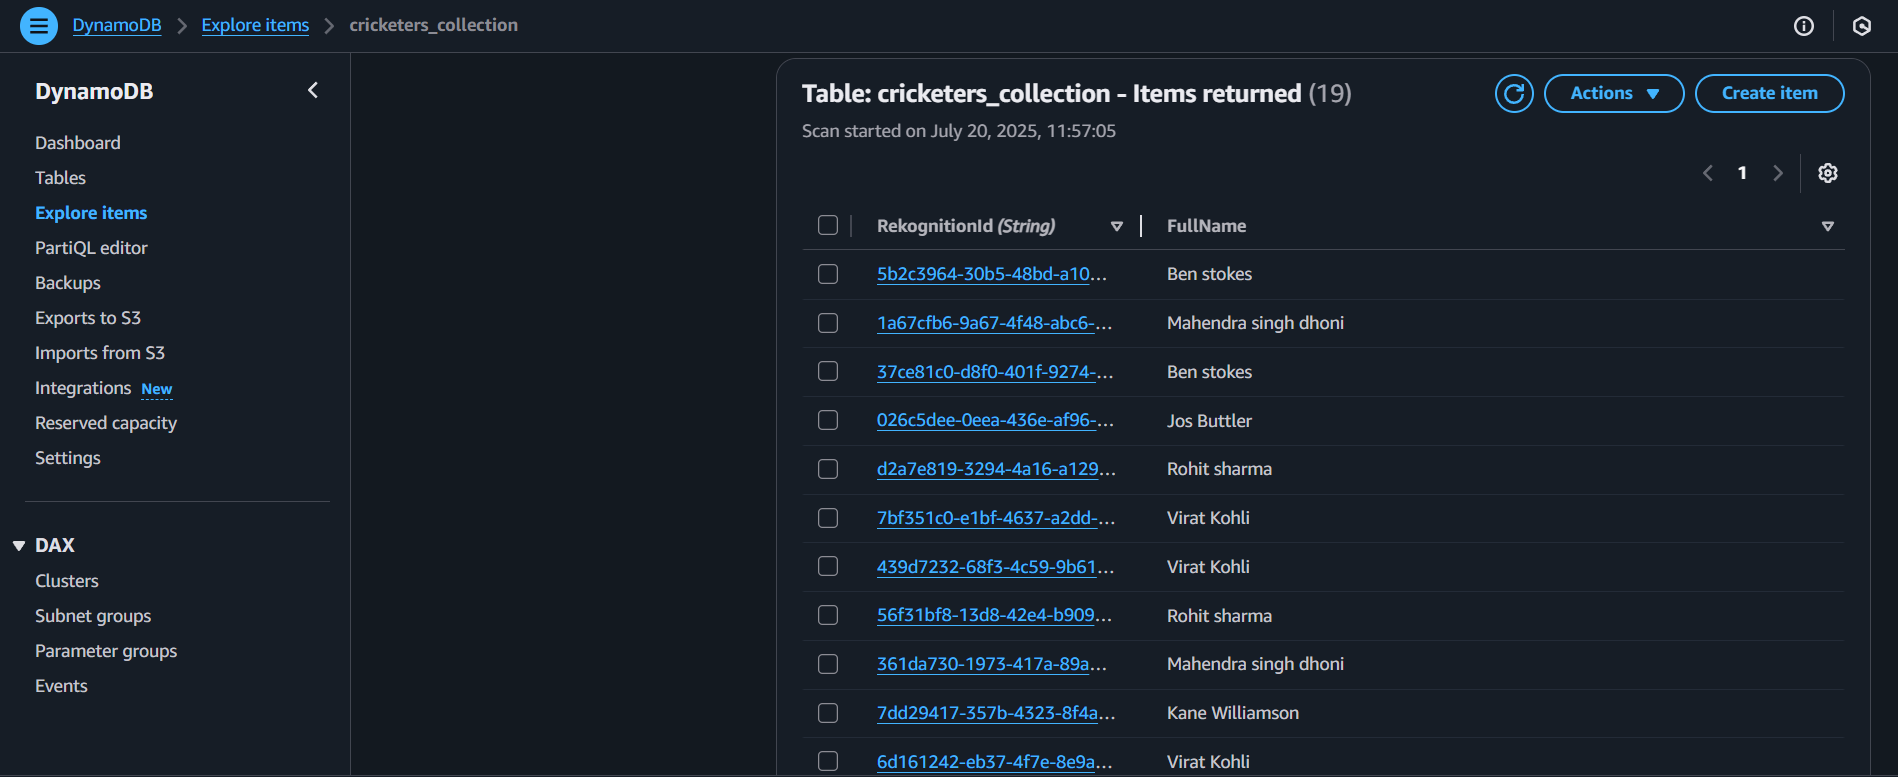 DynamoDB > Explore items > cricketers_collection
DynamoDB
Dashboard
Tables
Explore items
PartiQL editor
Backups
Exports to S3
Imports from S3
Integrations New
Reserved capacity
Settings
DAX
Clusters
Subnet groups
Parameter groups
Events
Table: cricketers_collection - Items returned (19)
Actions
Create item
Scan started on July 20, 2025, 11:57:05
1
RekognitionId (String) FullName
5b2c3964-30b5-48bd-a10... Ben stokes
1a67cfb6-9a67-4f48-abc6-... Mahendra singh dhoni
37ce81c0-d8f0-401f-9274-... Ben stokes
026c5dee-0eea-436e-af96-... Jos Buttler
d2a7e819-3294-4a16-a129... Rohit sharma
7bf351c0-e1bf-4637-a2dd-... Virat Kohli
439d7232-68f3-4c59-9b61... Virat Kohli
56f31bf8-13d8-42e4-b909... Rohit sharma
361da730-1973-417a-89a... Mahendra singh dhoni
7dd29417-357b-4323-8f4a... Kane Williamson
6d161242-eb37-4f7e-8e9a... Virat Kohli